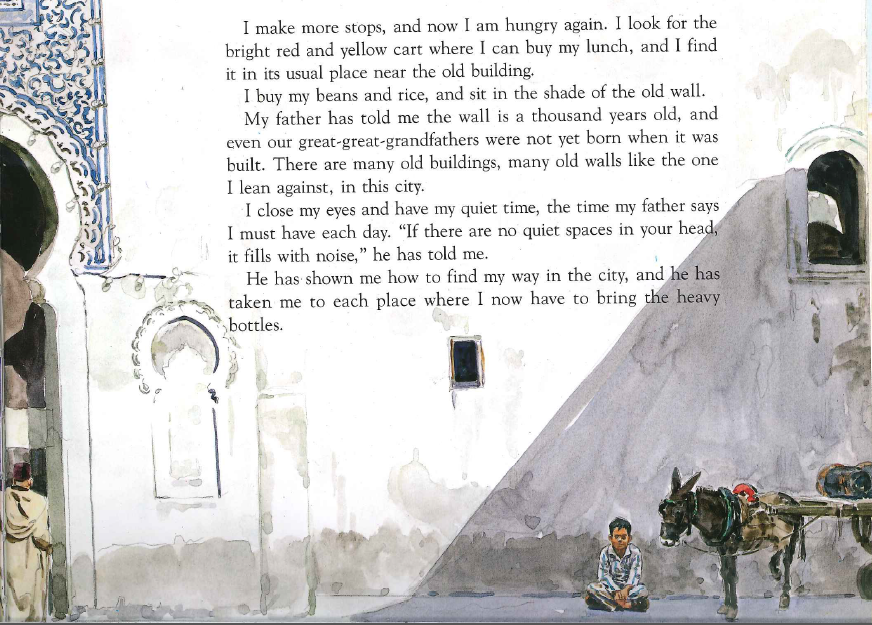 I make more stops, and now I am hungry again. I look for the
bright red and yellow cart where I can buy my lunch, and I find
it in its usual place near the old building.
I buy my beans and rice, and sit in the shade of the old wall.
My father has told me the wall is a thousand years old, and
even our great-great-grandfathers were not yet born when it was
built. There are many old buildings, many old walls like the one
I lean against, in this city.
I close my eyes and have my quiet time, the time my father says
I must have each day. “If there are no quiet spaces in your head,
it fills with noise,” he has told me.
He has shown me how to find my way in the city, and he has
taken me to each place where I now have to bring the heavy
bottles.